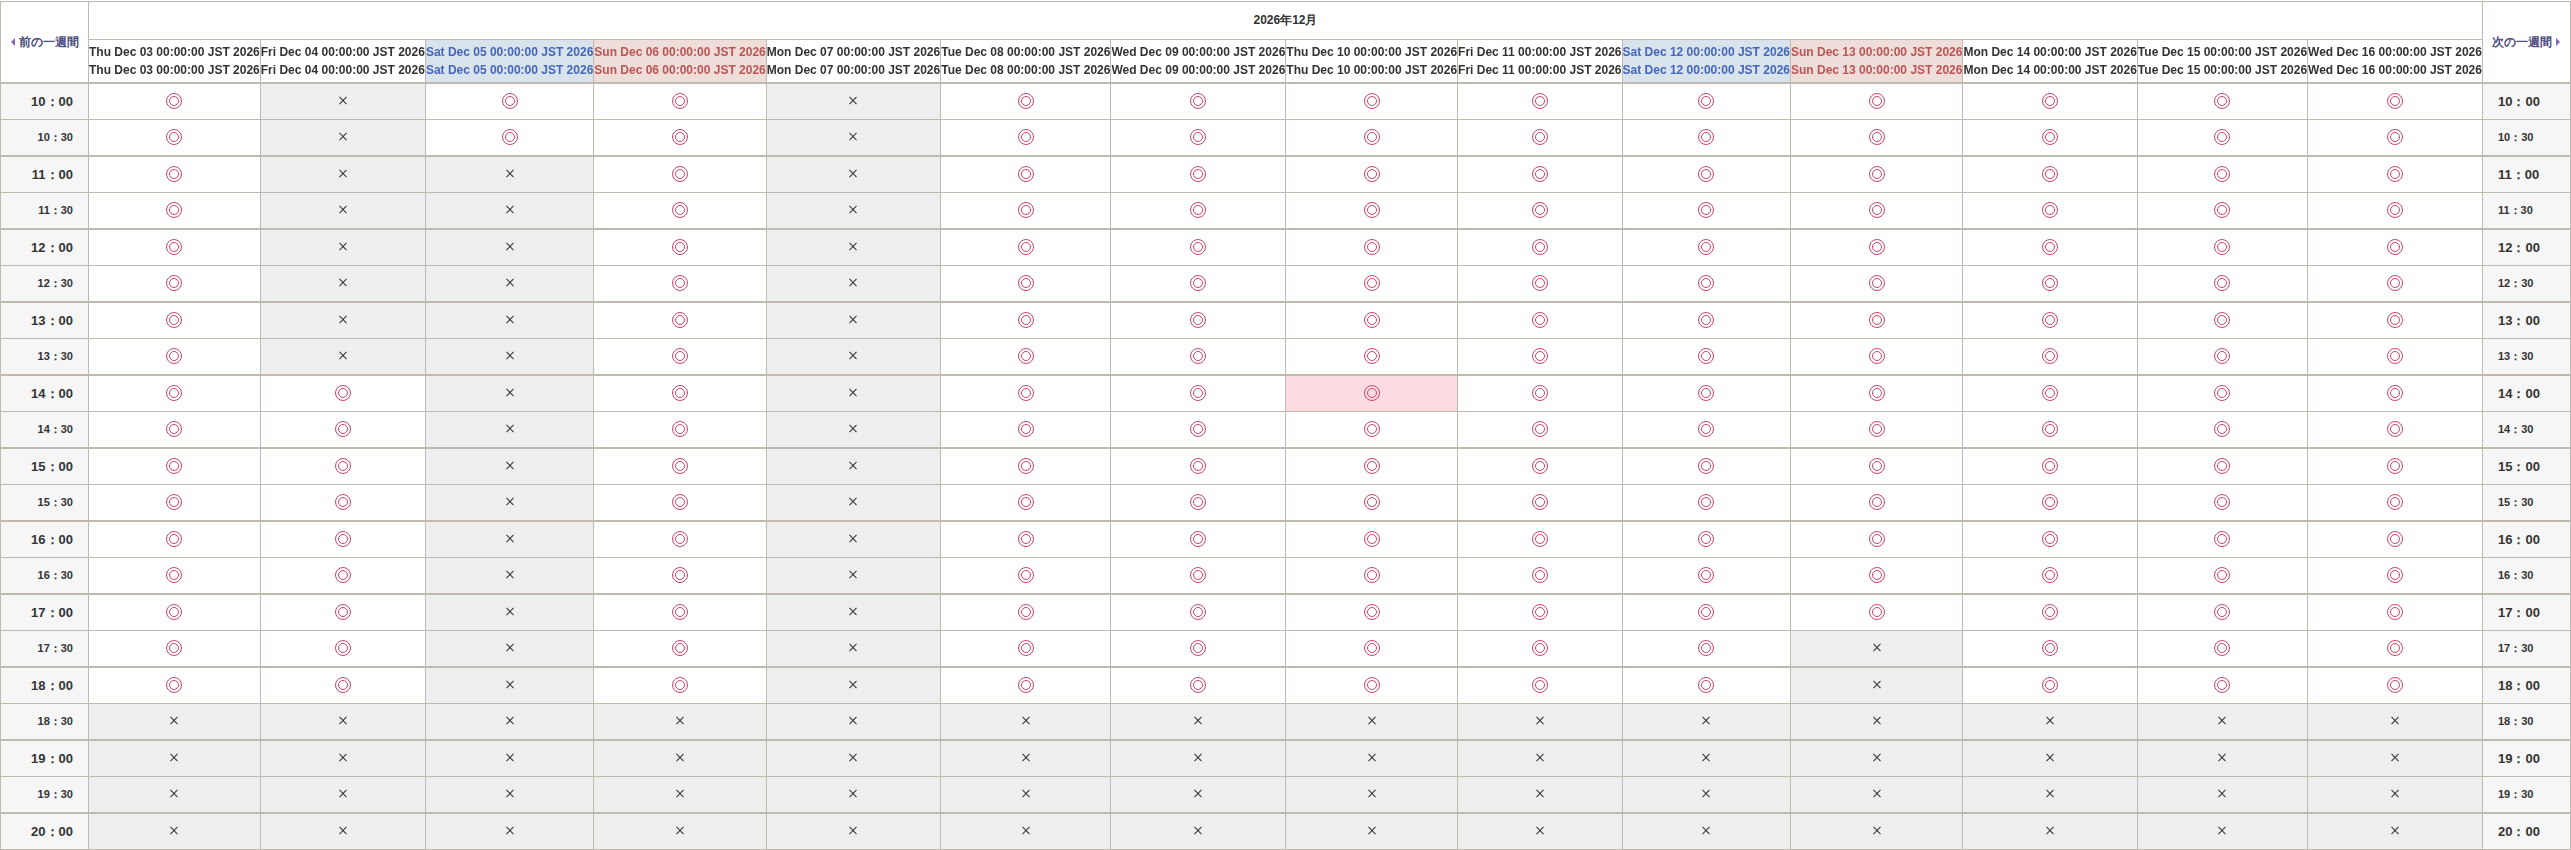 2026年12月
前の一週間
次の一週間
Thu Dec 03 00:00:00 JST 2026 Fri Dec 04 00:00:00 JST 2026 Sat Dec 05 00:00:00 JST 2026 Sun Dec 06 00:00:00 JST 2026 Mon Dec 07 00:00:00 JST 2026 Tue Dec 08 00:00:00 JST 2026 Wed Dec 09 00:00:00 JST 2026 Thu Dec 10 00:00:00 JST 2026 Fri Dec 11 00:00:00 JST 2026 Sat Dec 12 00:00:00 JST 2026 Sun Dec 13 00:00:00 JST 2026 Mon Dec 14 00:00:00 JST 2026 Tue Dec 15 00:00:00 JST 2026 Wed Dec 16 00:00:00 JST 2026
Thu Dec 03 00:00:00 JST 2026 Fri Dec 04 00:00:00 JST 2026 Sat Dec 05 00:00:00 JST 2026 Sun Dec 06 00:00:00 JST 2026 Mon Dec 07 00:00:00 JST 2026 Tue Dec 08 00:00:00 JST 2026 Wed Dec 09 00:00:00 JST 2026 Thu Dec 10 00:00:00 JST 2026 Fri Dec 11 00:00:00 JST 2026 Sat Dec 12 00:00:00 JST 2026 Sun Dec 13 00:00:00 JST 2026 Mon Dec 14 00:00:00 JST 2026 Tue Dec 15 00:00:00 JST 2026 Wed Dec 16 00:00:00 JST 2026
10：00 ◎ × ◎ ◎ × ◎ ◎ ◎ ◎ ◎ ◎ ◎ ◎ ◎ 10：00
10：30 ◎ × ◎ ◎ × ◎ ◎ ◎ ◎ ◎ ◎ ◎ ◎ ◎ 10：30
11：00 ◎ × × ◎ × ◎ ◎ ◎ ◎ ◎ ◎ ◎ ◎ ◎ 11：00
11：30 ◎ × × ◎ × ◎ ◎ ◎ ◎ ◎ ◎ ◎ ◎ ◎ 11：30
12：00 ◎ × × ◎ × ◎ ◎ ◎ ◎ ◎ ◎ ◎ ◎ ◎ 12：00
12：30 ◎ × × ◎ × ◎ ◎ ◎ ◎ ◎ ◎ ◎ ◎ ◎ 12：30
13：00 ◎ × × ◎ × ◎ ◎ ◎ ◎ ◎ ◎ ◎ ◎ ◎ 13：00
13：30 ◎ × × ◎ × ◎ ◎ ◎ ◎ ◎ ◎ ◎ ◎ ◎ 13：30
14：00 ◎ ◎ × ◎ × ◎ ◎ ◎ ◎ ◎ ◎ ◎ ◎ ◎ 14：00
14：30 ◎ ◎ × ◎ × ◎ ◎ ◎ ◎ ◎ ◎ ◎ ◎ ◎ 14：30
15：00 ◎ ◎ × ◎ × ◎ ◎ ◎ ◎ ◎ ◎ ◎ ◎ ◎ 15：00
15：30 ◎ ◎ × ◎ × ◎ ◎ ◎ ◎ ◎ ◎ ◎ ◎ ◎ 15：30
16：00 ◎ ◎ × ◎ × ◎ ◎ ◎ ◎ ◎ ◎ ◎ ◎ ◎ 16：00
16：30 ◎ ◎ × ◎ × ◎ ◎ ◎ ◎ ◎ ◎ ◎ ◎ ◎ 16：30
17：00 ◎ ◎ × ◎ × ◎ ◎ ◎ ◎ ◎ ◎ ◎ ◎ ◎ 17：00
17：30 ◎ ◎ × ◎ × ◎ ◎ ◎ ◎ ◎ × ◎ ◎ ◎ 17：30
18：00 ◎ ◎ × ◎ × ◎ ◎ ◎ ◎ ◎ × ◎ ◎ ◎ 18：00
18：30 × × × × × × × × × × × × × × 18：30
19：00 × × × × × × × × × × × × × × 19：00
19：30 × × × × × × × × × × × × × × 19：30
20：00 × × × × × × × × × × × × × × 20：00